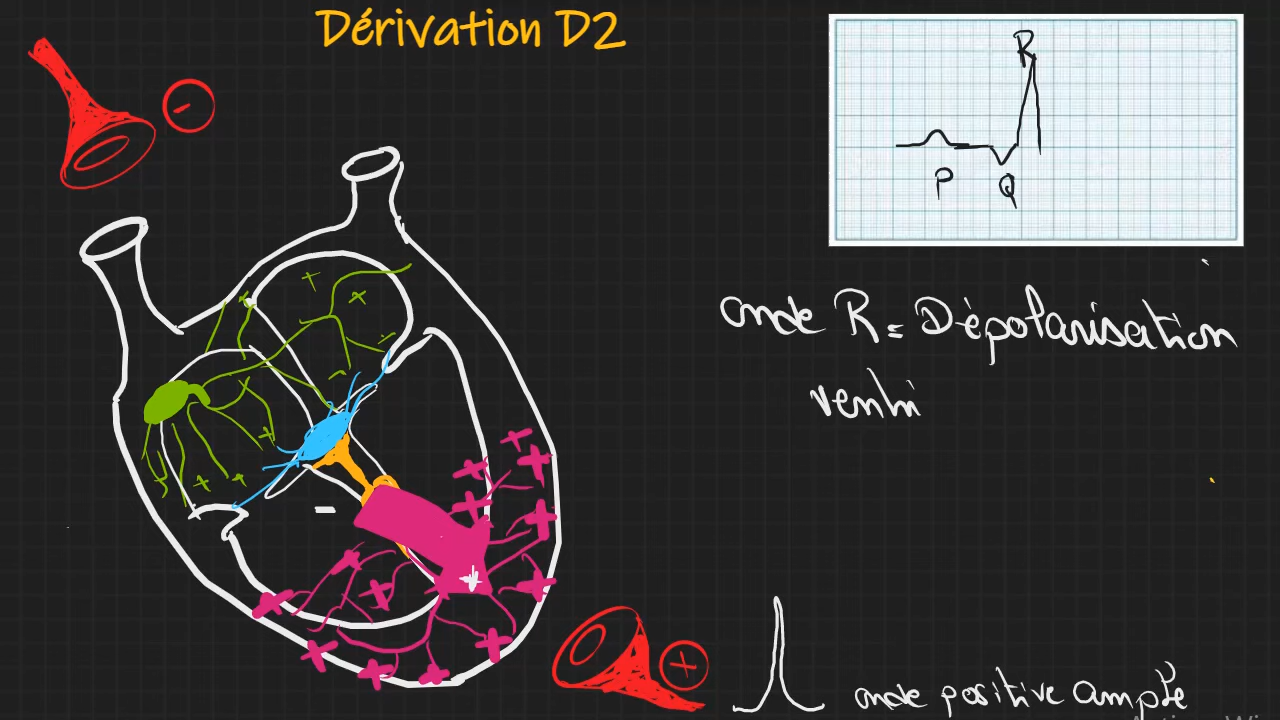 Dérivation D2
-
R
P
Q
onde R = Dépolarisation
ventri
-
+
+
onde positive ample